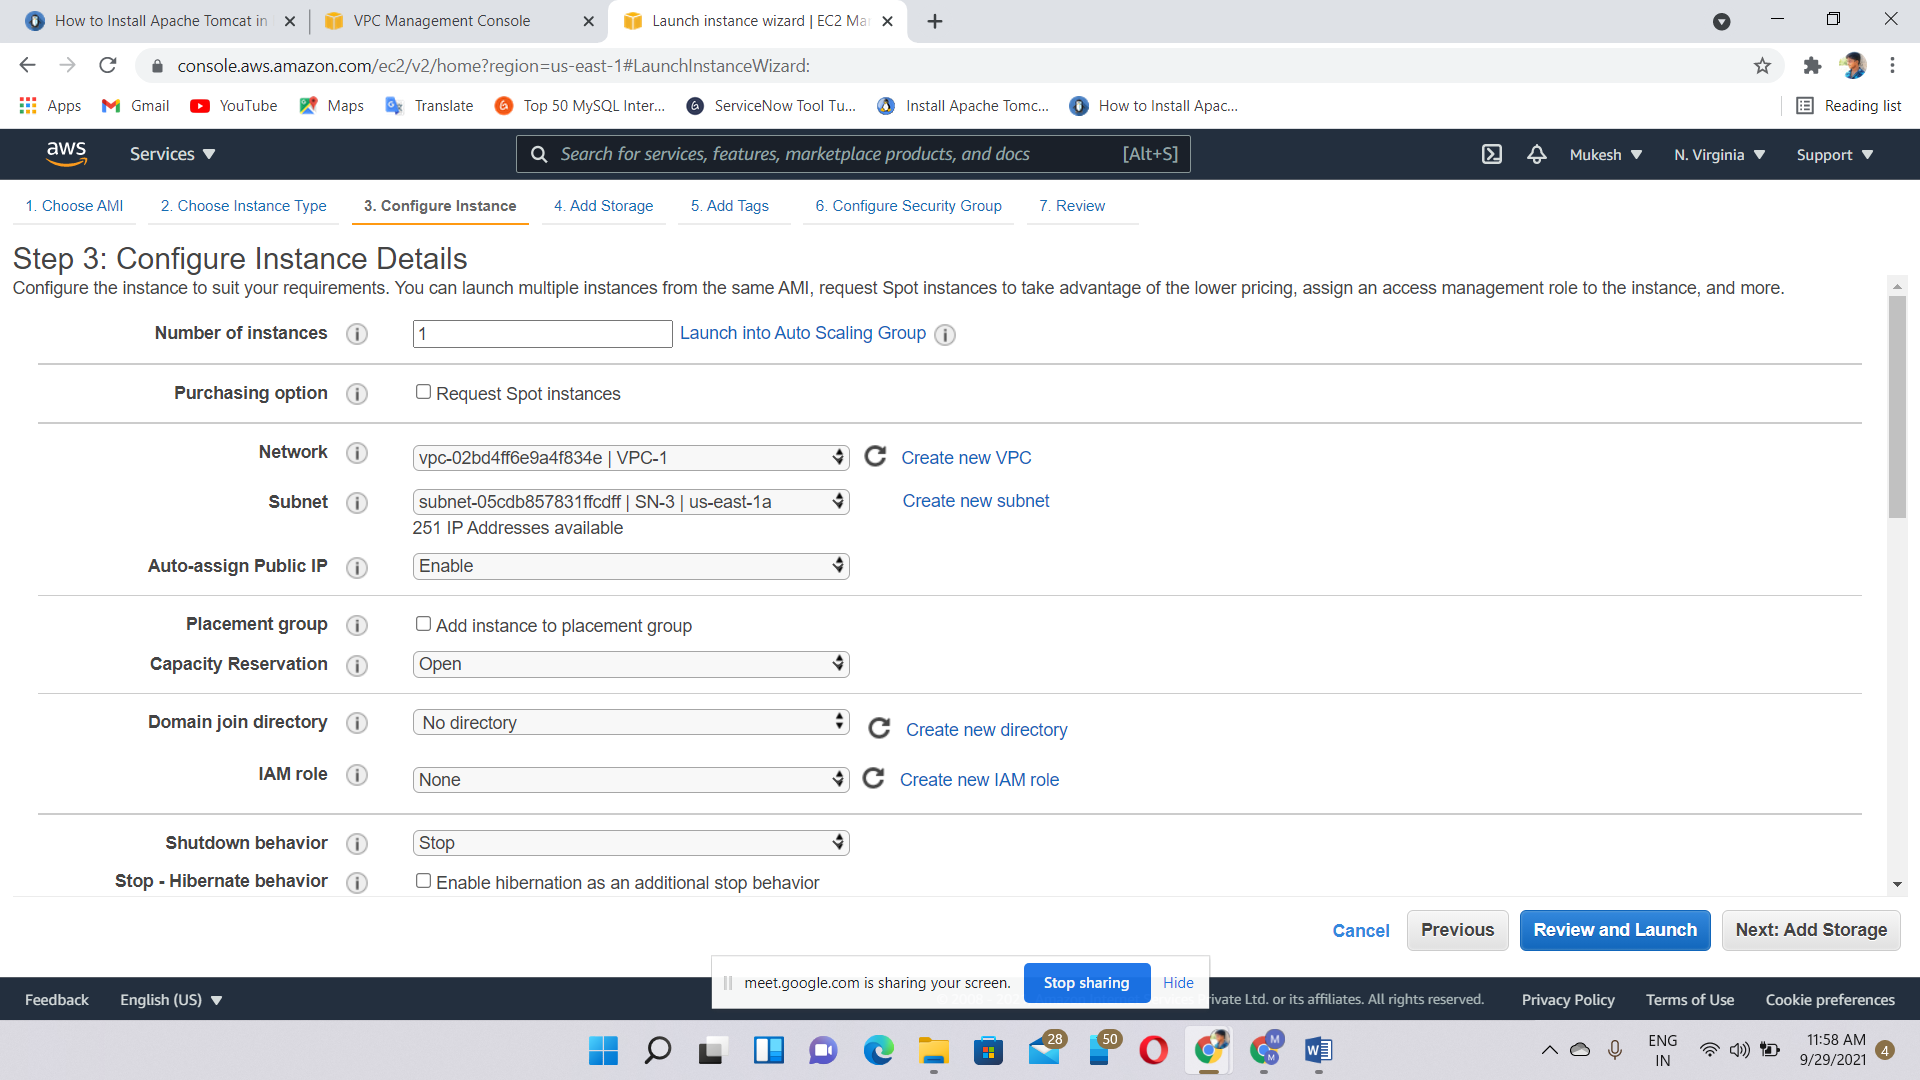 How to Install Apache Tomcat in
VPC Management Console
Launch instance wizard | EC2 Ma
console.aws.amazon.com/ec2/v2/home?region=us-east-1#LaunchInstanceWizard:
Apps
Gmail
YouTube
Maps
Translate
Top 50 MySQL Inter...
ServiceNow Tool Tu...
Install Apache Tomc...
How to Install Apac...
Reading list
aws
Services
Search for services, features, marketplace products, and docs
[Alt+S]
Mukesh
N. Virginia
Support
1. Choose AMI
2. Choose Instance Type
3. Configure Instance
4. Add Storage
5. Add Tags
6. Configure Security Group
7. Review
Step 3: Configure Instance Details
Configure the instance to suit your requirements. You can launch multiple instances from the same AMI, request Spot instances to take advantage of the lower pricing, assign an access management role to the instance, and more.
Number of instances
1
Launch into Auto Scaling Group
Purchasing option
Request Spot instances
Network
vpc-02bd4ff6e9a4f834e | VPC-1
Create new VPC
Subnet
subnet-05cdb857831ffcdff | SN-3 | us-east-1a
Create new subnet
251 IP Addresses available
Auto-assign Public IP
Enable
Placement group
Add instance to placement group
Capacity Reservation
Open
Domain join directory
No directory
Create new directory
IAM role
None
Create new IAM role
Shutdown behavior
Stop
Stop - Hibernate behavior
Enable hibernation as an additional stop behavior
Cancel
Previous
Review and Launch
Next: Add Storage
meet.google.com is sharing your screen.
Stop sharing
Hide
Feedback
English (US)
rivate Ltd. or its affiliates. All rights reserved.
Privacy Policy
Terms of Use
Cookie preferences
28
50
M
M
ENG
IN
11:58 AM
9/29/2021
4